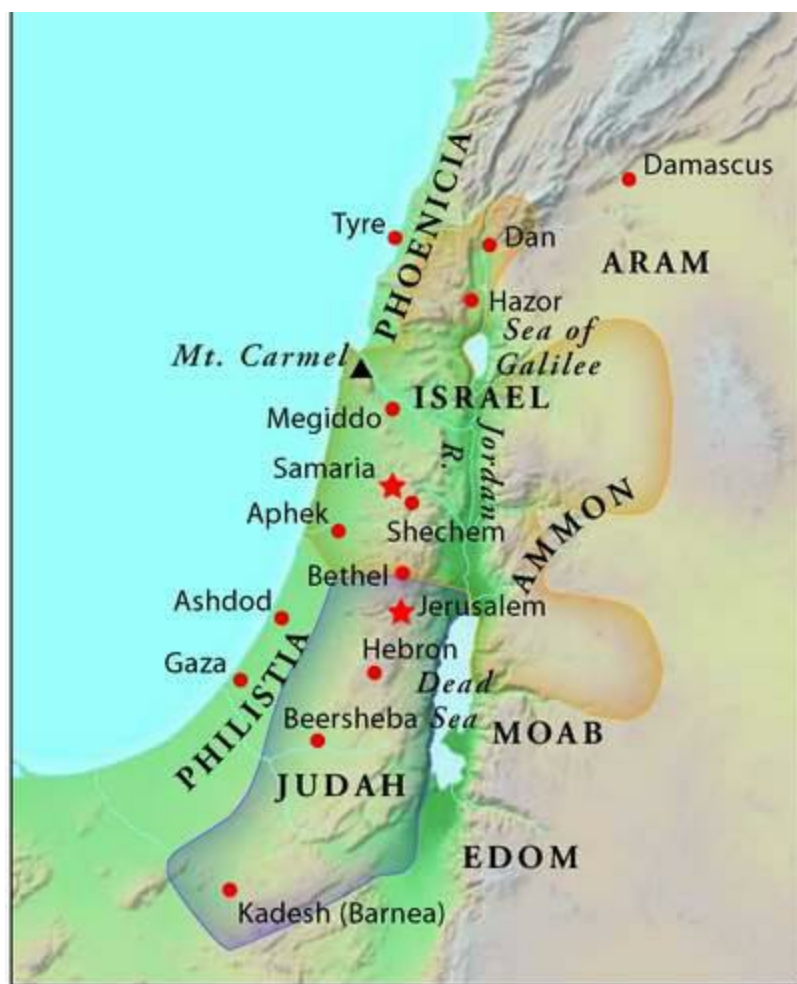 Damascus
PHOENICIA
Tyre
Dan
ARAM
Hazor
Sea of
Galilee
Mt. Carmel
ISRAEL
Megiddo
Jordan
R.
Samaria
Shechem
Aphek
AMMON
Bethel
Ashdod
Jerusalem
Hebron
Gaza
PHILISTIA
Dead
Sea
Beersheba
MOAB
JUDAH
EDOM
Kadesh (Barnea)